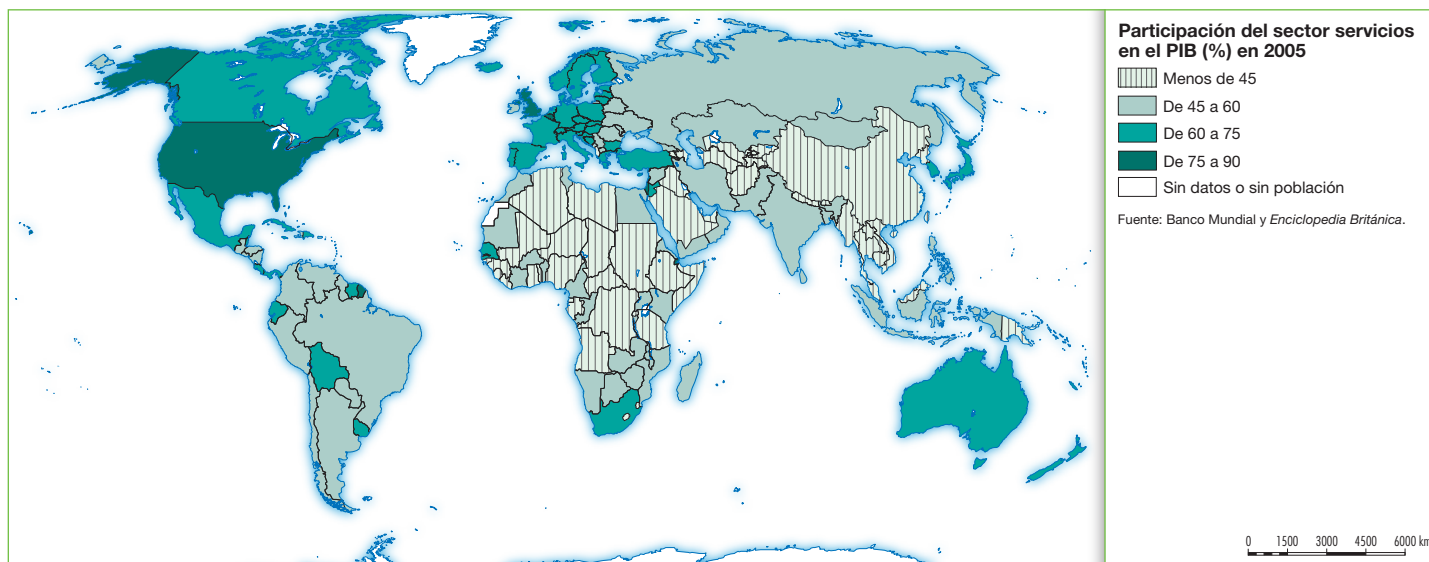 Participación del sector servicios
en el PIB (%) en 2005
Menos de 45
De 45 a 60
De 60 a 75
De 75 a 90
Sin datos o sin población
Fuente: Banco Mundial y Enciclopedia Británica.
0 1500 3000 4500 6000 km